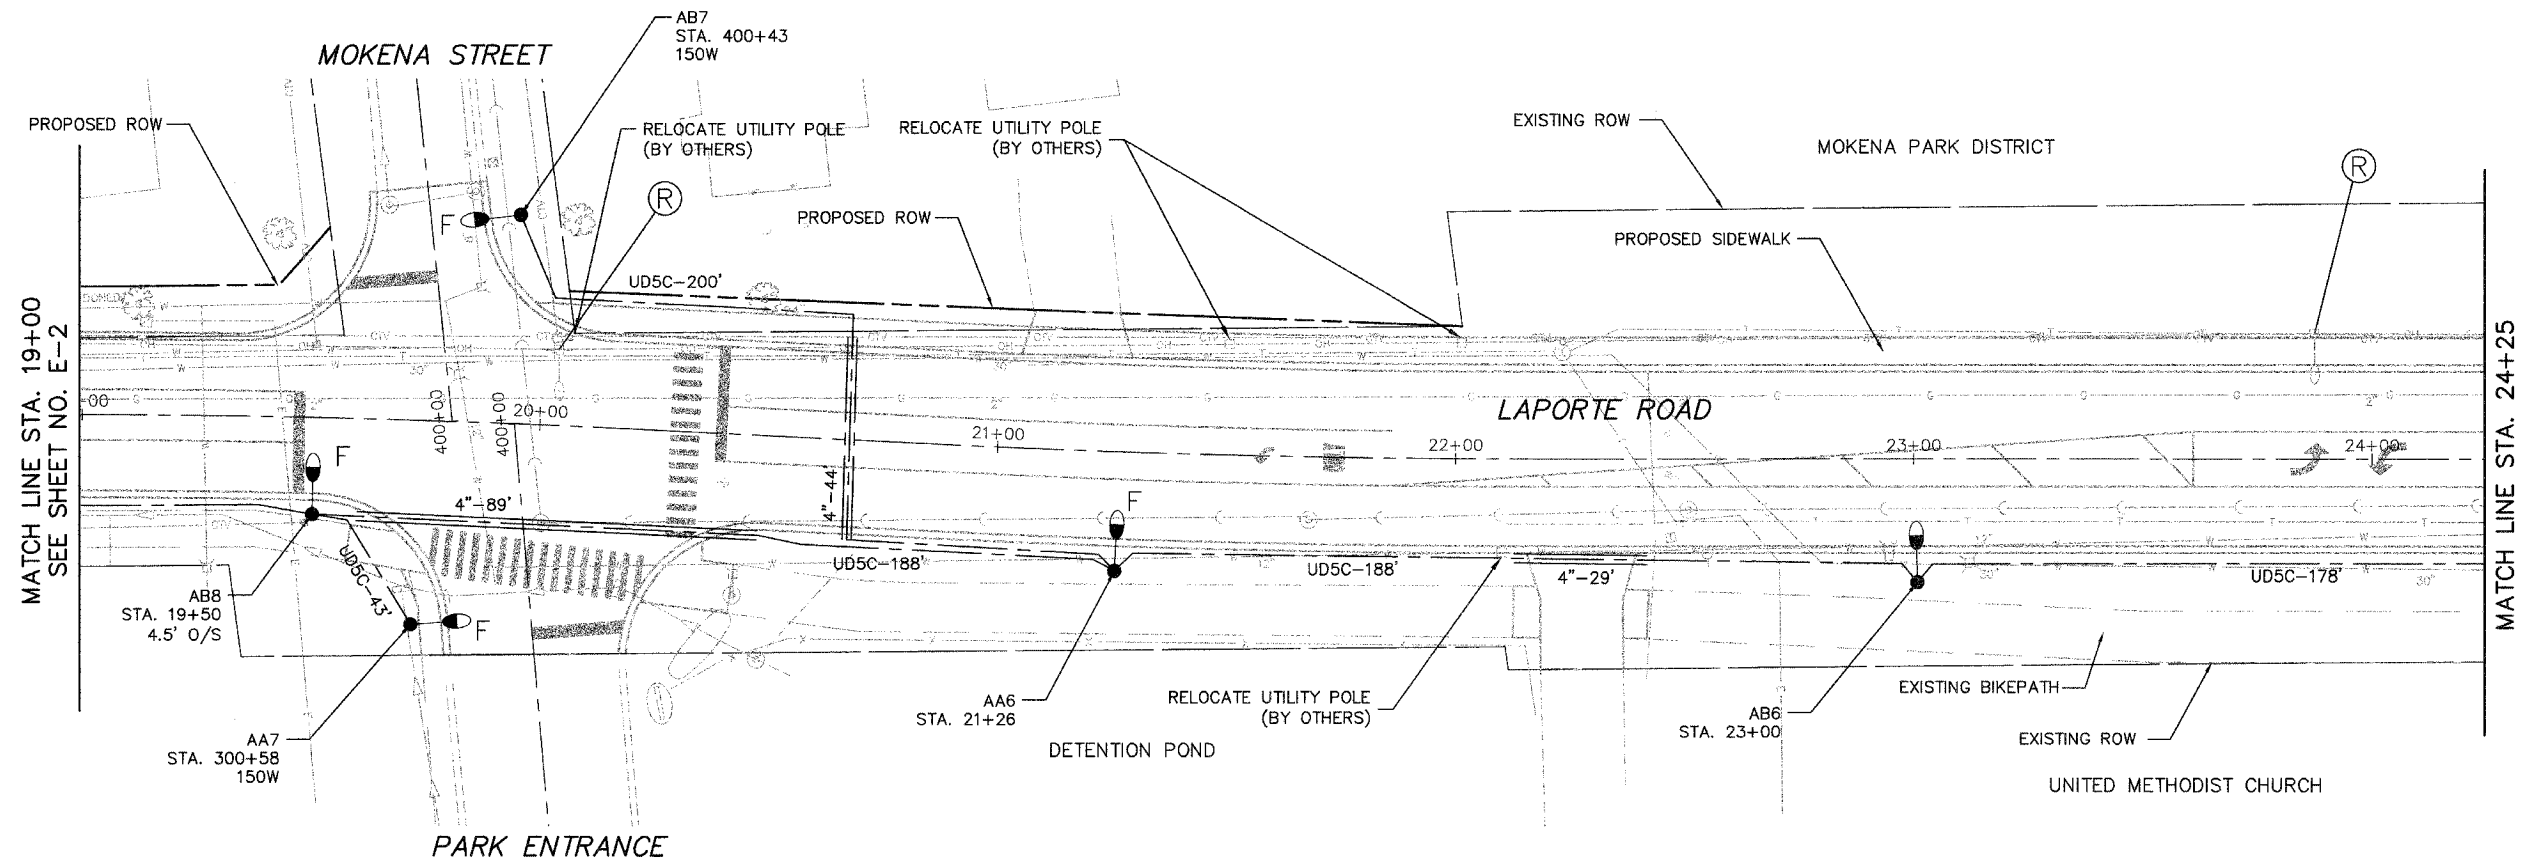 AB7
STA. 400+43
150W
MOKENA STREET
PROPOSED ROW
RELOCATE UTILITY POLE
(BY OTHERS)
RELOCATE UTILITY POLE
(BY OTHERS)
EXISTING ROW
MOKENA PARK DISTRICT
R
R
F
PROPOSED ROW
PROPOSED SIDEWALK
UD5C-200'
MATCH LINE STA. 19+00
SEE SHEET NO. E-2
MATCH LINE STA. 24+25
00
400+00
400+00
20+00
21+00
22+00
23+00
24+00
LAPORTE ROAD
F
4"-89'
4"-44'
F
UD5C-43'
UD5C-188'
UD5C-188'
4"-29'
UD5C-178'
12"
12"
30"
30"
AB8
STA. 19+50
4.5' O/S
F
AA7
STA. 300+58
150W
AA6
STA. 21+26
RELOCATE UTILITY POLE
(BY OTHERS)
AB6
STA. 23+00
EXISTING BIKEPATH
EXISTING ROW
DETENTION POND
UNITED METHODIST CHURCH
PARK ENTRANCE